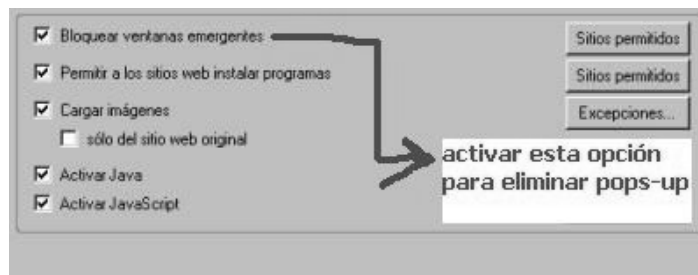 Bloquear ventanas emergentes
Sitios permitidos
Permitir a los sitios web instalar programas
Sitios permitidos
Cargar imágenes
Excepciones...
sólo del sitio web original
activar esta opción
para eliminar pops-up
Activar Java
Activar JavaScript